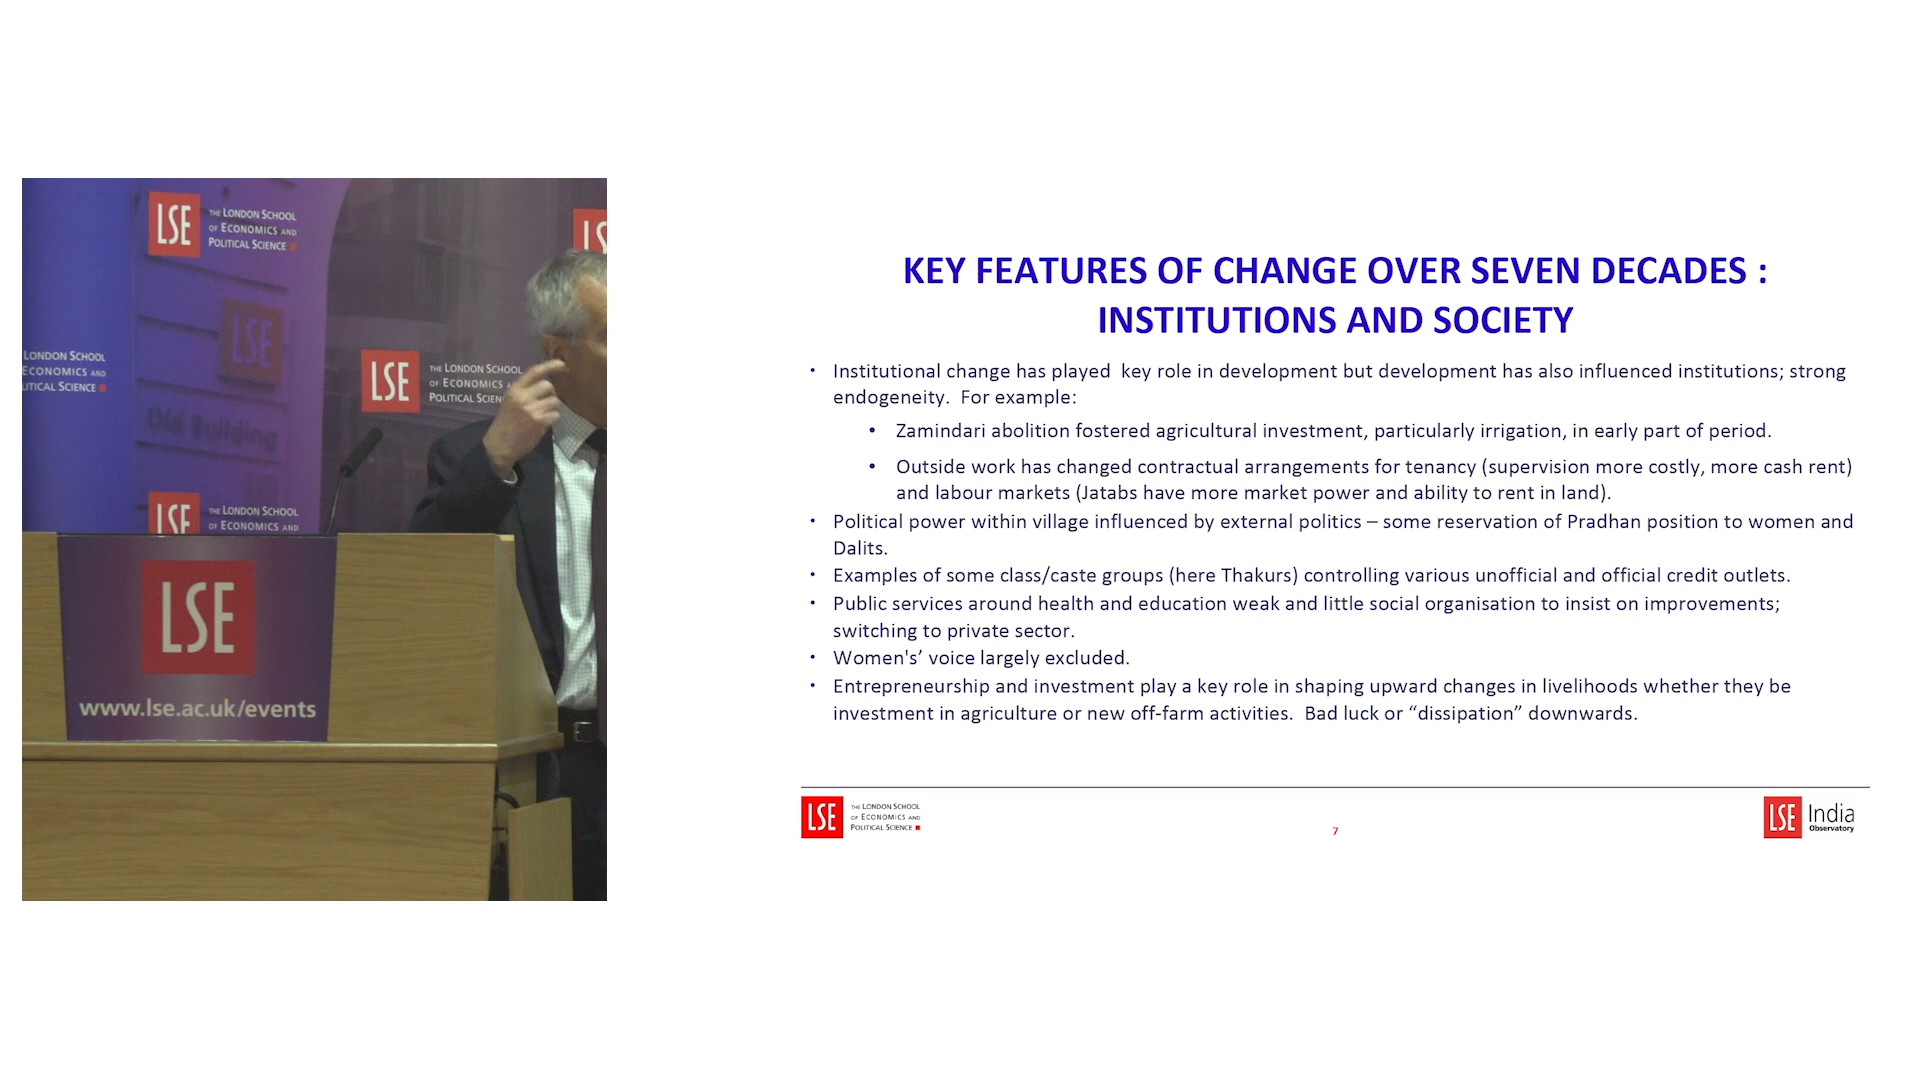 LSE
THE LONDON SCHOOL
OF ECONOMICS AND
POLITICAL SCIENCE
LSE
LSE
LONDON SCHOOL
ECONOMICS AND
LITICAL SCIENCE
LSE
THE LONDON SCHOOL
OF ECONOMICS
POLITICAL SCIEN
Old Building
LSE
THE LONDON SCHOOL
OF ECONOMICS AND
LSE
www.lse.ac.uk/events
KEY FEATURES OF CHANGE OVER SEVEN DECADES :
INSTITUTIONS AND SOCIETY
• Institutional change has played key role in development but development has also influenced institutions; strong
endogeneity. For example:
• Zamindari abolition fostered agricultural investment, particularly irrigation, in early part of period.
• Outside work has changed contractual arrangements for tenancy (supervision more costly, more cash rent)
and labour markets (Jatabs have more market power and ability to rent in land).
• Political power within village influenced by external politics – some reservation of Pradhan position to women and
Dalits.
• Examples of some class/caste groups (here Thakurs) controlling various unofficial and official credit outlets.
• Public services around health and education weak and little social organisation to insist on improvements;
switching to private sector.
• Women's’ voice largely excluded.
• Entrepreneurship and investment play a key role in shaping upward changes in livelihoods whether they be
investment in agriculture or new off-farm activities. Bad luck or “dissipation” downwards.
LSE
THE LONDON SCHOOL
OF ECONOMICS AND
POLITICAL SCIENCE
7
LSE India
Observatory